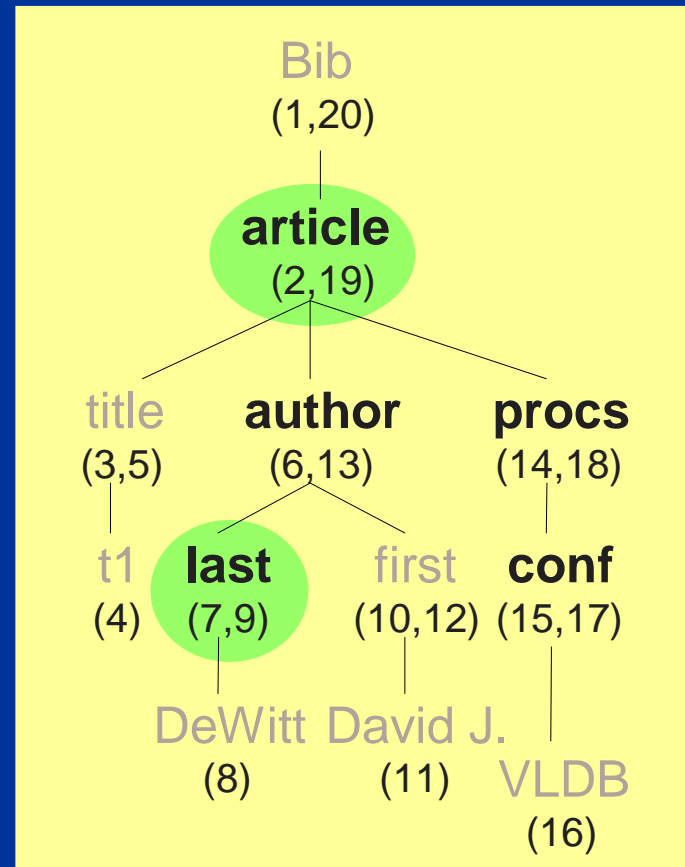 Bib
(1,20)
article
(2,19)
title author procs
(3,5) (6,13) (14,18)
t1 last first conf
(4) (7,9) (10,12) (15,17)
DeWitt David J.
(8) (11) VLDB
(16)